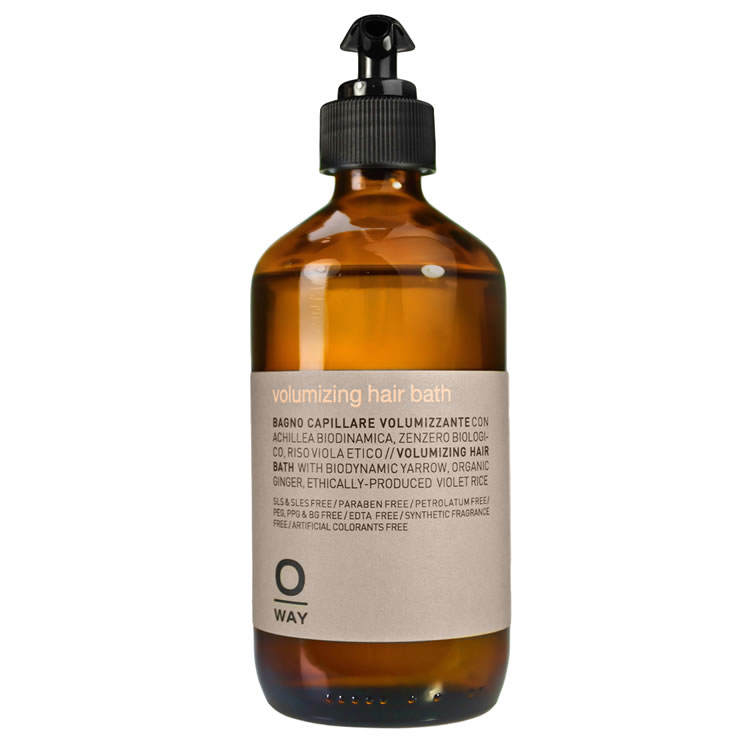 volumizing hair bath
BAGNO CAPILLARE VOLUMIZZANTE CON
ACHILLEA BIODINAMICA, ZENZERO BIOLOGI-
CO, RISO VIOLA ETICO // VOLUMIZING HAIR
BATH WITH BIODYNAMIC YARROW, ORGANIC
GINGER, ETHICALLY-PRODUCED VIOLET RICE
SLS & SLES FREE / PARABEN FREE / PETROLATUM FREE /
PEG, PPG & BG FREE / EDTA FREE / SYNTHETIC FRAGRANCE
FREE / ARTIFICIAL COLORANTS FREE
O
WAY